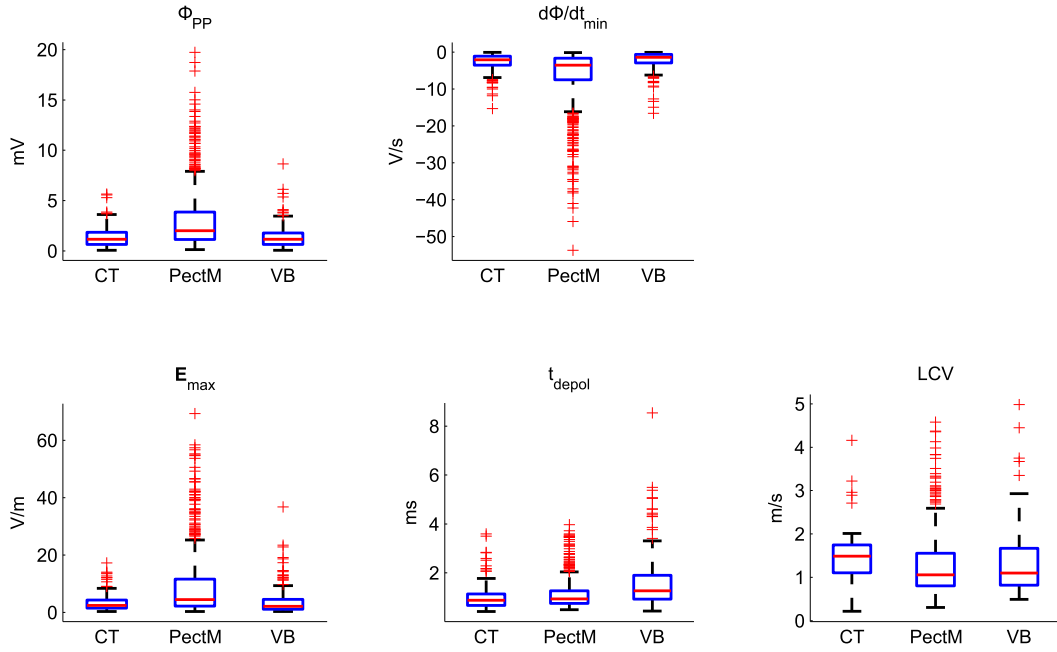 Φ_PP
mV
20
15
10
5
0
CT PectM VB
dΦ/dt_min
V/s
0
−10
−20
−30
−40
−50
CT PectM VB
E_max
V/m
60
40
20
0
CT PectM VB
t_depol
ms
8
6
4
2
CT PectM VB
LCV
m/s
5
4
3
2
1
0
CT PectM VB